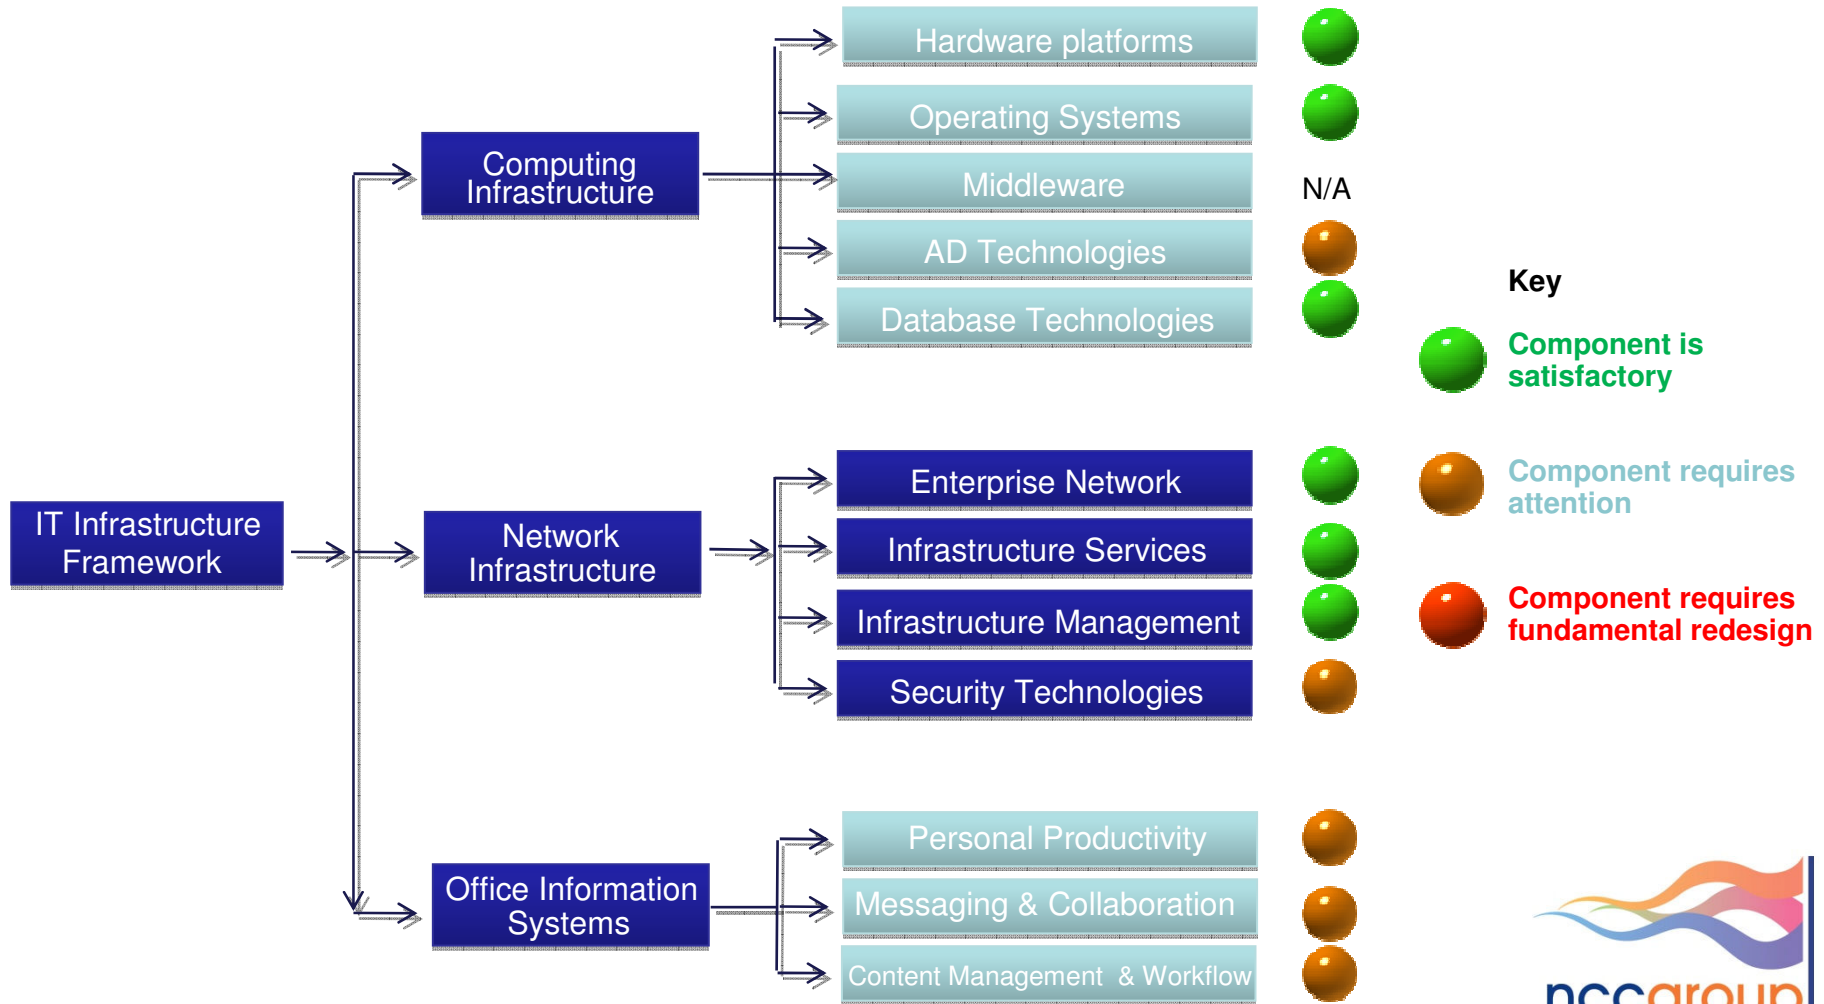 Hardware platforms
Operating Systems
Computing
Infrastructure
Middleware
N/A
AD Technologies
Database Technologies
Key
Component is
satisfactory
Enterprise Network
Component requires
attention
IT Infrastructure
Framework
Network
Infrastructure
Infrastructure Services
Infrastructure Management
Component requires
fundamental redesign
Security Technologies
Personal Productivity
Office Information
Systems
Messaging & Collaboration
Content Management & Workflow
nccgroup